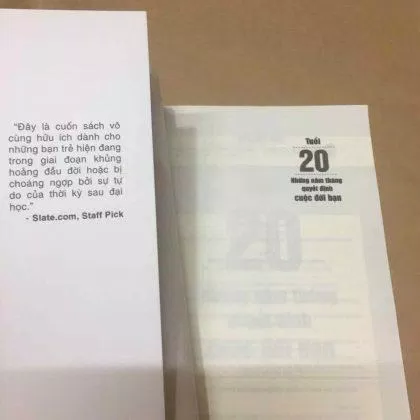 "Đây là cuốn sách vô
cùng hữu ích dành cho
những bạn trẻ hiện đang
trong giai đoạn khủng
hoảng đầu đời hoặc bị
choáng ngợp bởi sự tự
do của thời kỳ sau đại
học."
- Slate.com, Staff Pick
Tuổi
20
Những năm tháng
quyết định
cuộc đời bạn